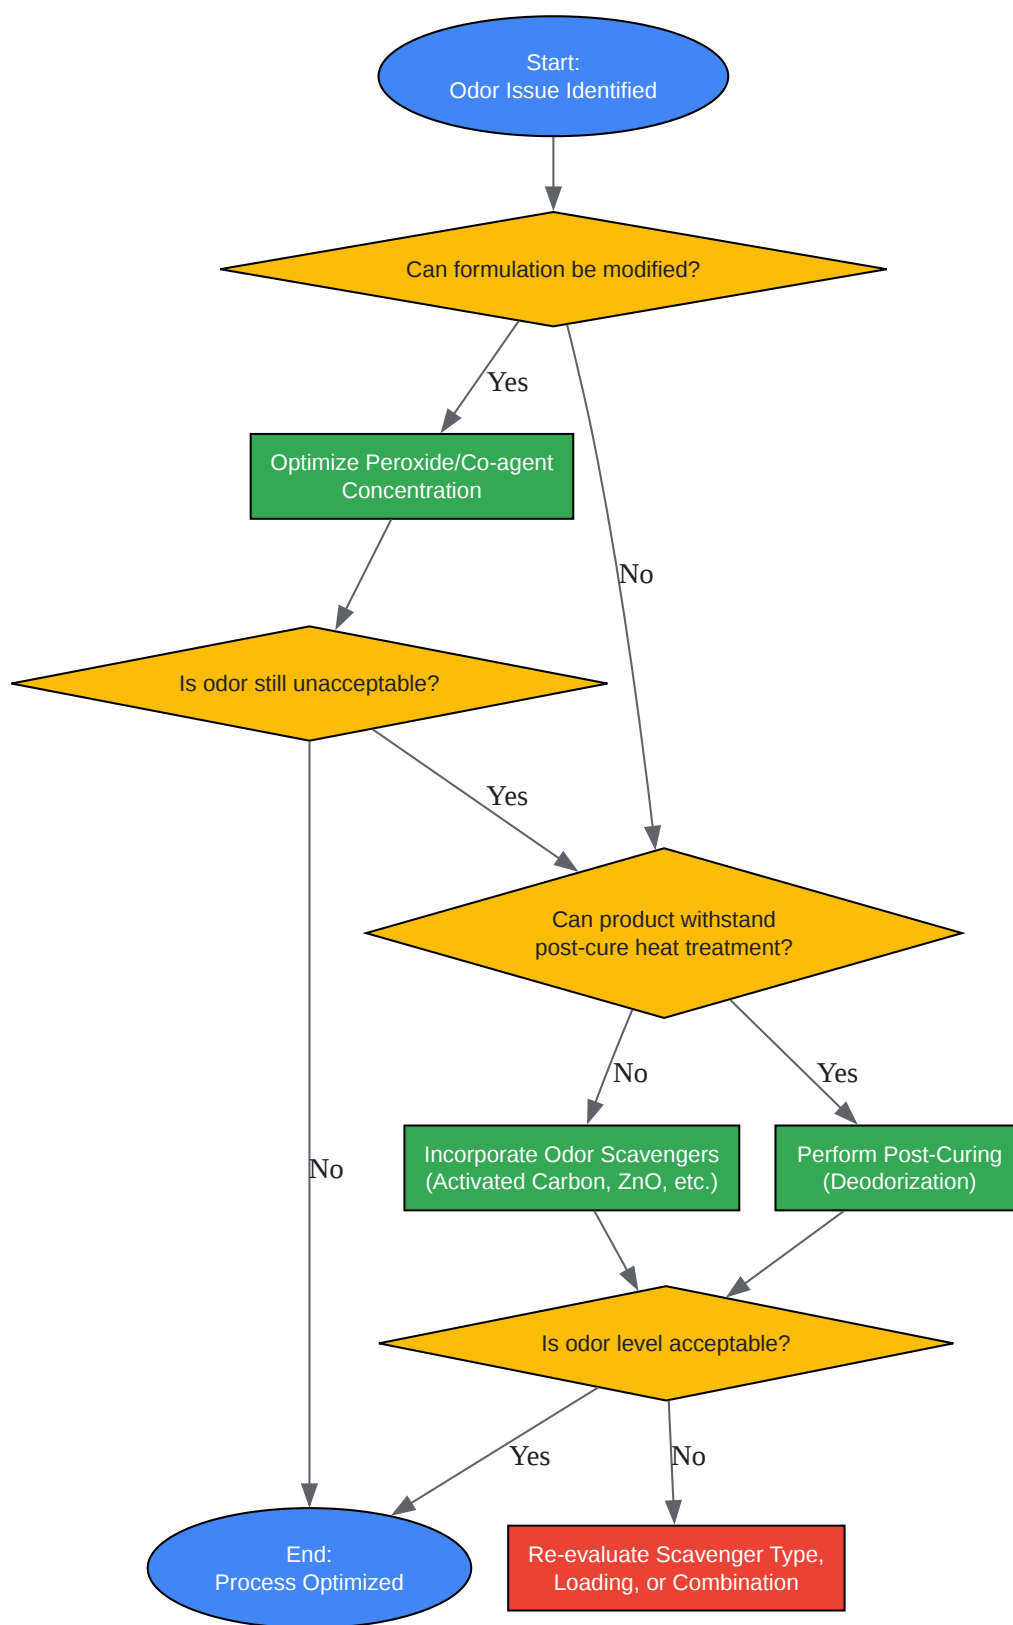 Start:
Odor Issue Identified
Can formulation be modified?
Yes
Optimize Peroxide/Co-agent
Concentration
No
Is odor still unacceptable?
Yes
Can product withstand
post-cure heat treatment?
No
Yes
Incorporate Odor Scavengers
(Activated Carbon, ZnO, etc.)
Perform Post-Curing
(Deodorization)
No
Is odor level acceptable?
Yes
No
End:
Process Optimized
Re-evaluate Scavenger Type,
Loading, or Combination